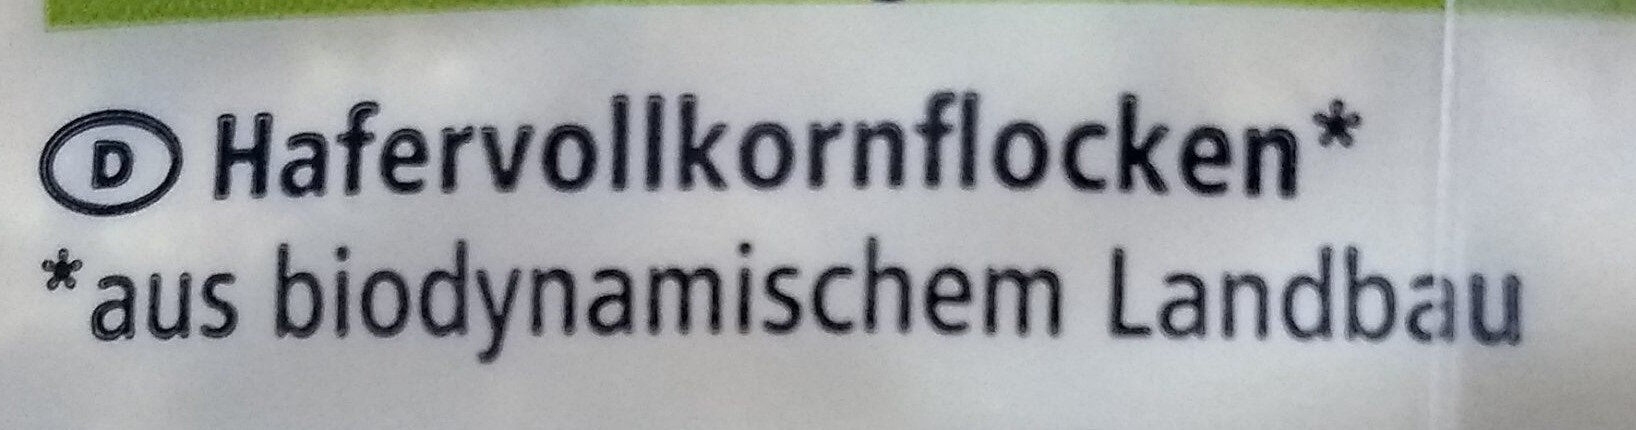 D Hafervollkornflocken*
*aus biodynamischem Landbau